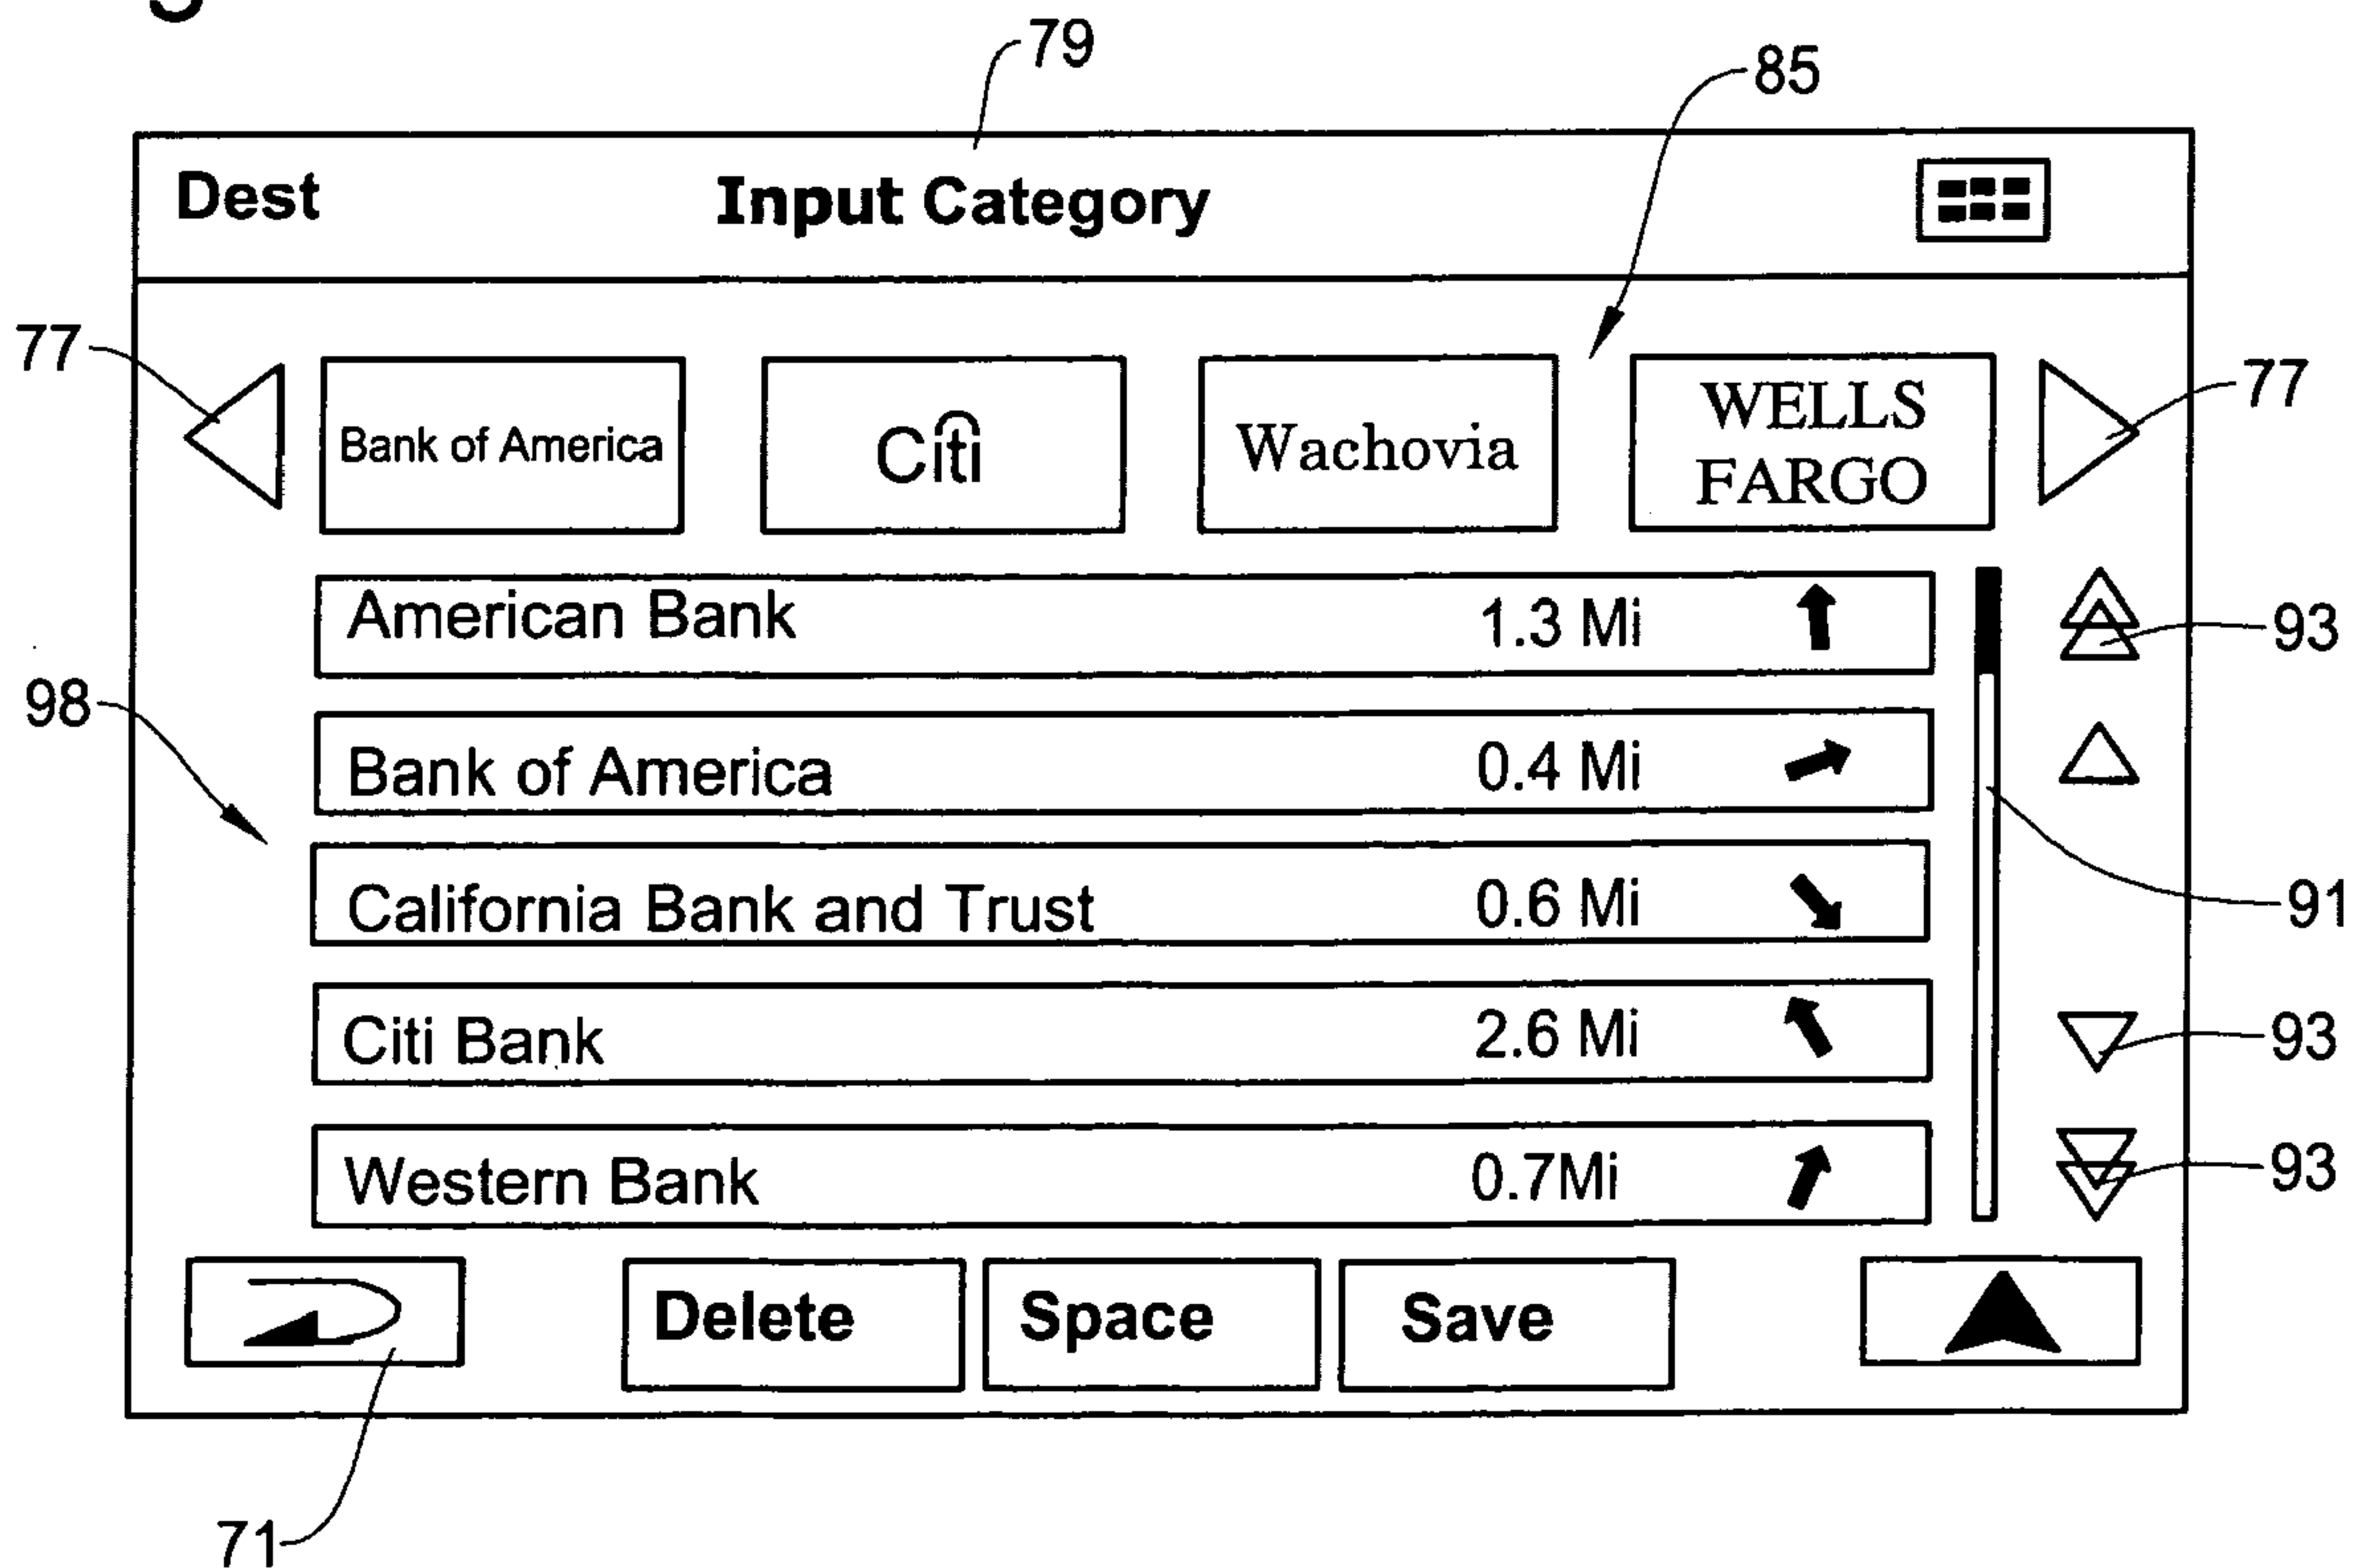 79
85
Dest Input Category
77
Bank of America Citi Wachovia WELLS
FARGO
77
American Bank 1.3 Mi
93
98
Bank of America 0.4 Mi
California Bank and Trust 0.6 Mi
91
Citi Bank 2.6 Mi
93
Western Bank 0.7Mi
93
Delete Space Save
71